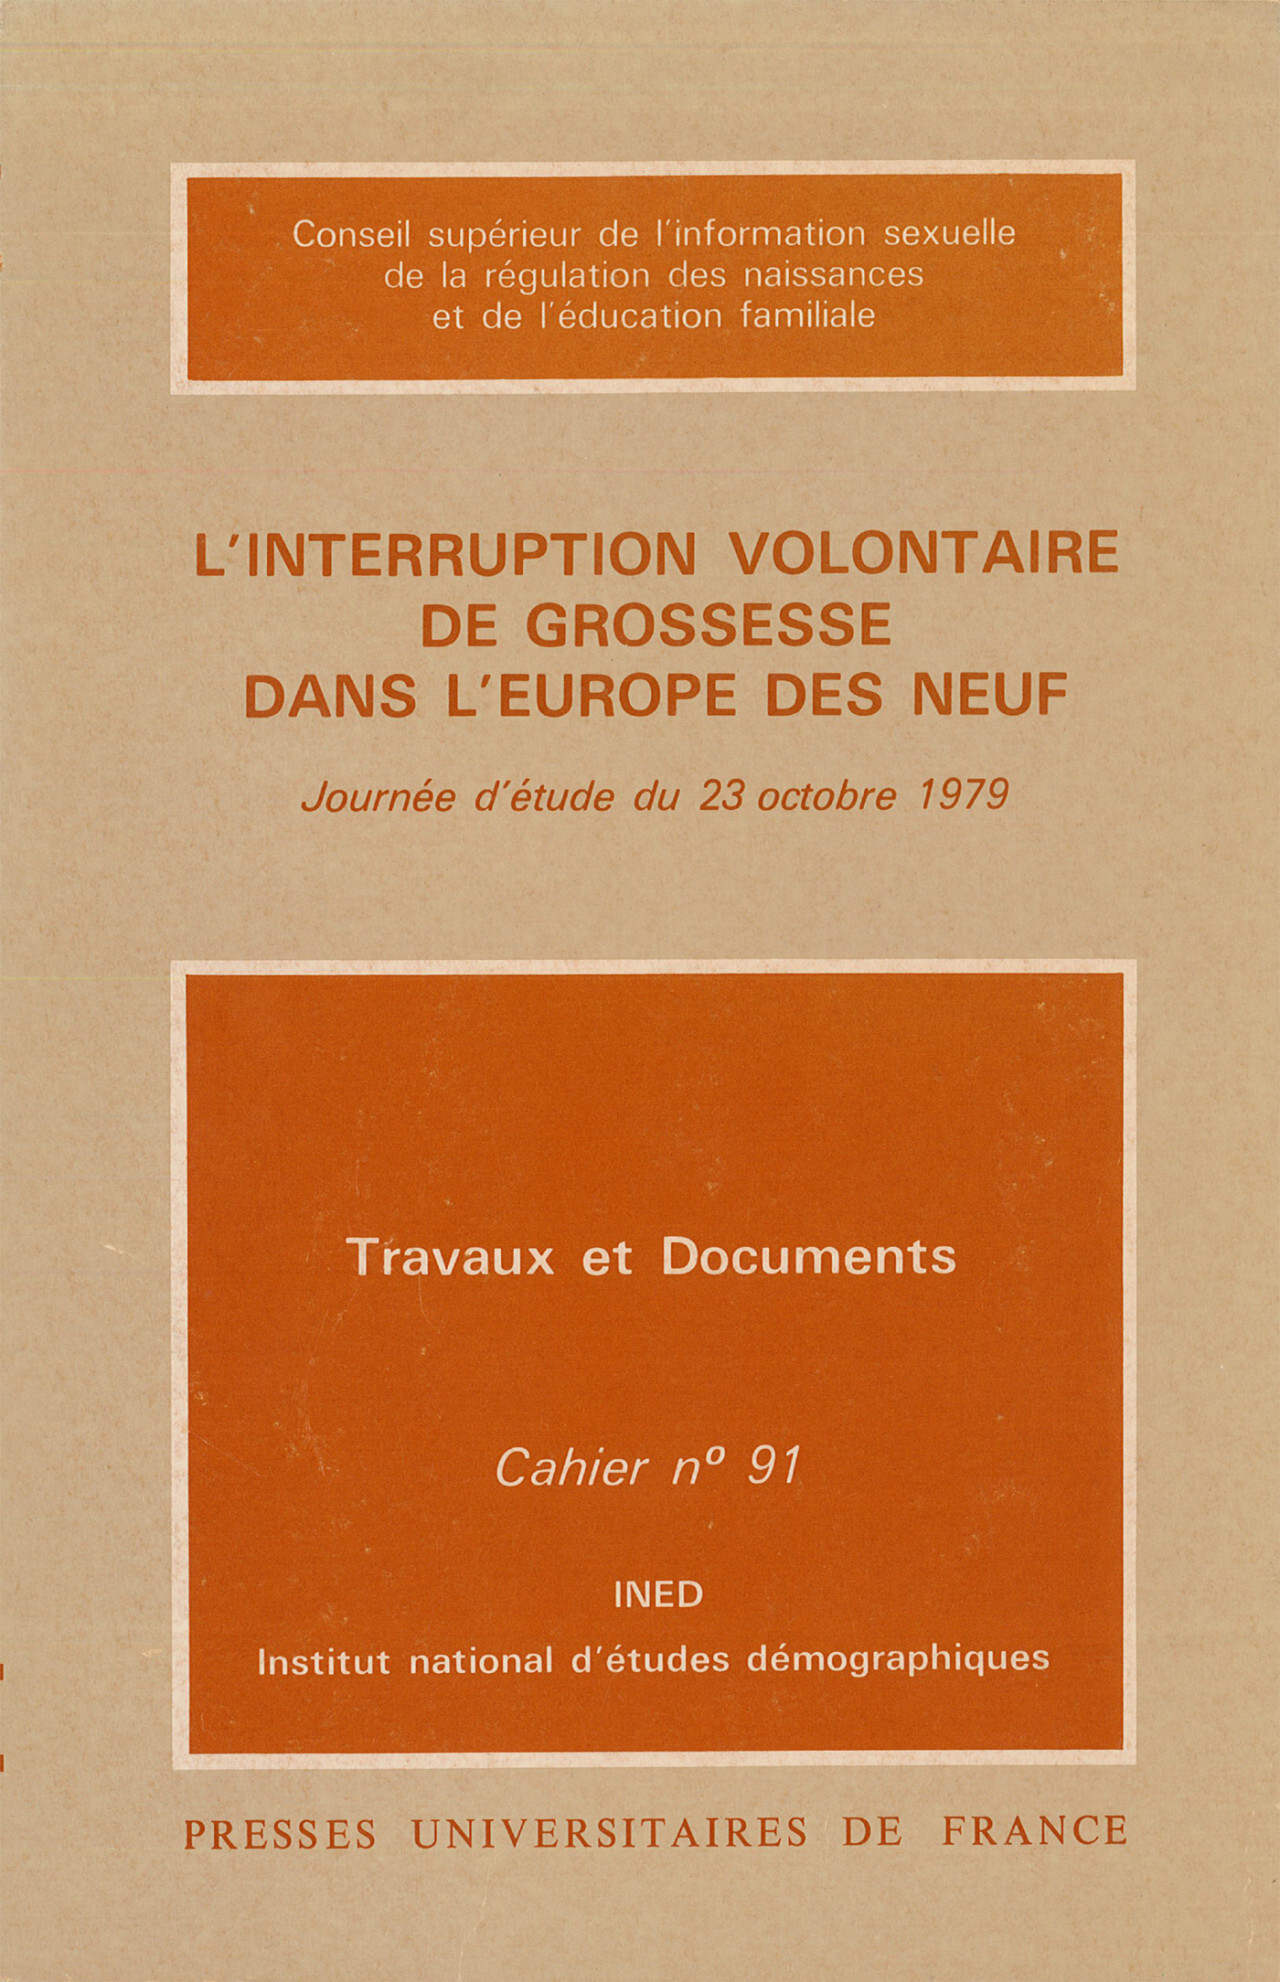 Conseil supérieur de l'information sexuelle
de la régulation des naissances
et de l'éducation familiale
L'INTERRUPTION VOLONTAIRE
DE GROSSESSE
DANS L'EUROPE DES NEUF
Journée d'étude du 23 octobre 1979
Travaux et Documents
Cahier nº 91
INED
Institut national d'études démographiques
PRESSES UNIVERSITAIRES DE FRANCE